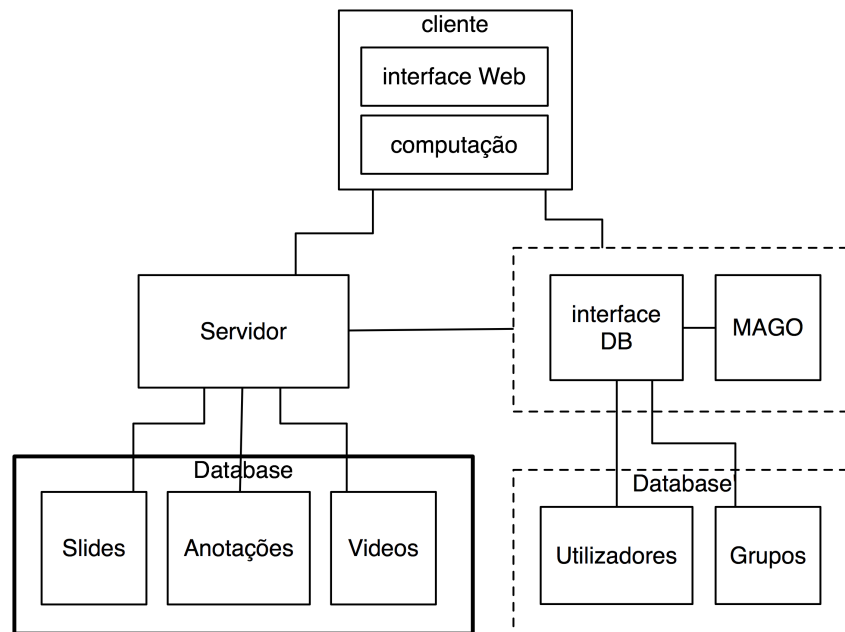 cliente
interface Web
computação
Servidor
interface
DB
MAGO
Database
Slides
Anotações
Videos
Database
Utilizadores
Grupos